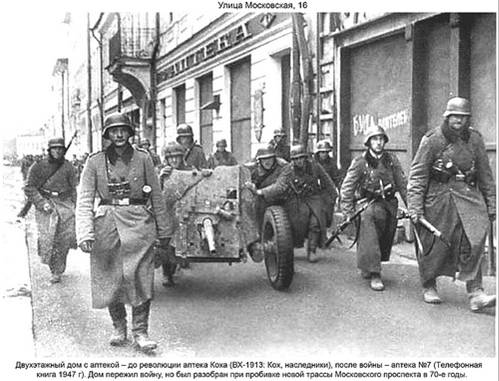 Улица Московская, 16
АПТЕКА
Двухэтажный дом с аптекой – до революции аптека Коха (ВХ-1913: Кох, наследники), после войны – аптека №7 (Телефонная
книга 1947 г). Дом пережил войну, но был разобран при пробивке новой трассы Московского проспекта в 70-е годы.